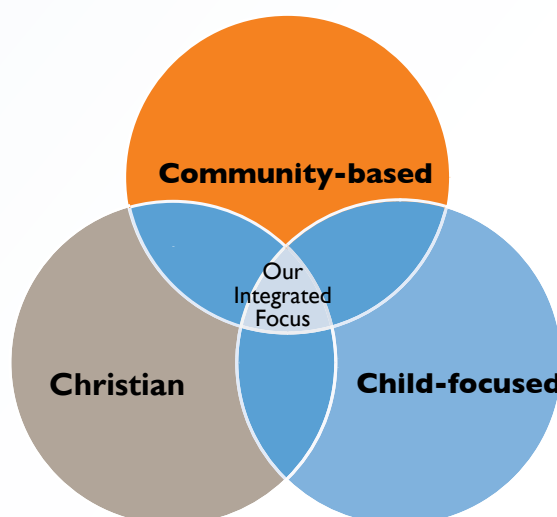 Community-based
Our
Integrated
Focus
Christian
Child-focused